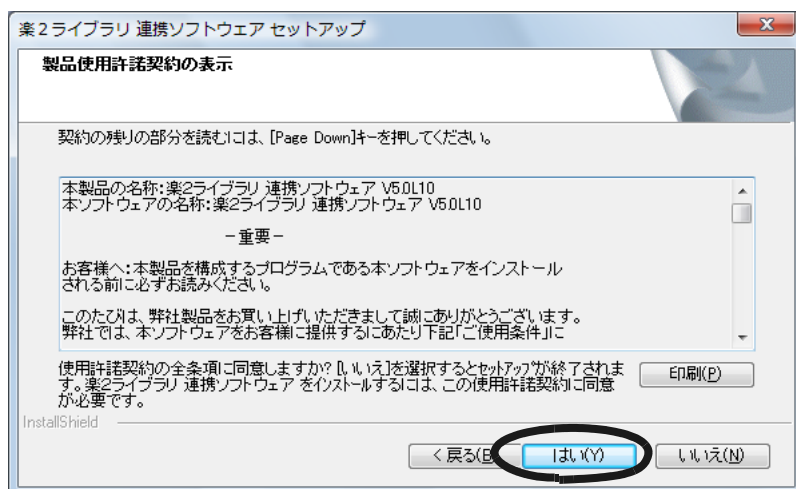 楽２ライブラリ 連携ソフトウェア セットアップ
製品使用許諾契約の表示
契約の残りの部分を読むには、[Page Down]キーを押してください。
本製品の名称:楽2ライブラリ 連携ソフトウェア V5.0L10
本ソフトウェアの名称:楽2ライブラリ 連携ソフトウェア V5.0L10
－重要－
お客様へ:本製品を構成するプログラムである本ソフトウェアをインストール
される前に必ずお読みください。
このたびは、弊社製品をお買い上げいただきまして誠にありがとうございます。
弊社では、本ソフトウェアをお客様に提供するにあたり下記「ご使用条件」に
使用許諾契約の全条項に同意しますか? [いいえ]を選択するとセットアップが終了されま
す。楽2ライブラリ 連携ソフトウェア をインストールするには、この使用許諾契約に同意
が必要です。
印刷(P)
InstallShield
< 戻る(B
はい(Y)
いいえ(N)